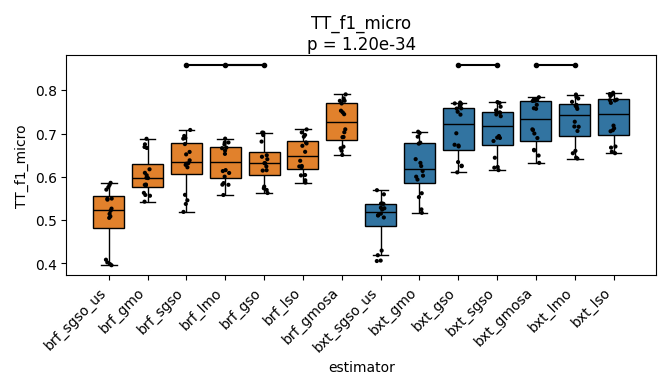 TT_f1_micro
p = 1.20e-34
TT_f1_micro
0.8
0.7
0.6
0.5
0.4
brf_sgso_us
brf_gmo
brf_sgso
brf_lmo
brf_gso
brf_lso
brf_gmosa
bxt_sgso_us
bxt_gmo
bxt_gso
bxt_sgso
bxt_gmosa
bxt_lmo
bxt_lso
estimator